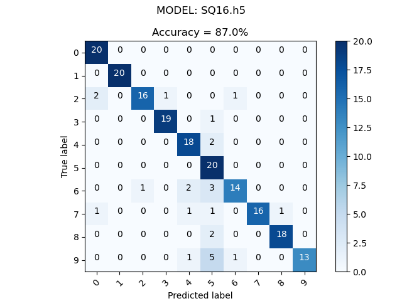 MODEL: SQ16.h5
Accuracy = 87.0%
0 20 0 0 0 0 0 0 0 0 0
1 0 20 0 0 0 0 0 0 0 0
2 2 0 16 1 0 0 1 0 0 0
3 0 0 0 19 0 1 0 0 0 0
4 0 0 0 0 18 2 0 0 0 0
5 0 0 0 0 0 20 0 0 0 0
6 0 0 1 0 2 3 14 0 0 0
7 1 0 0 0 1 1 0 16 1 0
8 0 0 0 0 0 2 0 0 18 0
9 0 0 0 0 1 5 1 0 0 13
0 1 2 3 4 5 6 7 8 9
True label
Predicted label
20.0
17.5
15.0
12.5
10.0
7.5
5.0
2.5
0.0